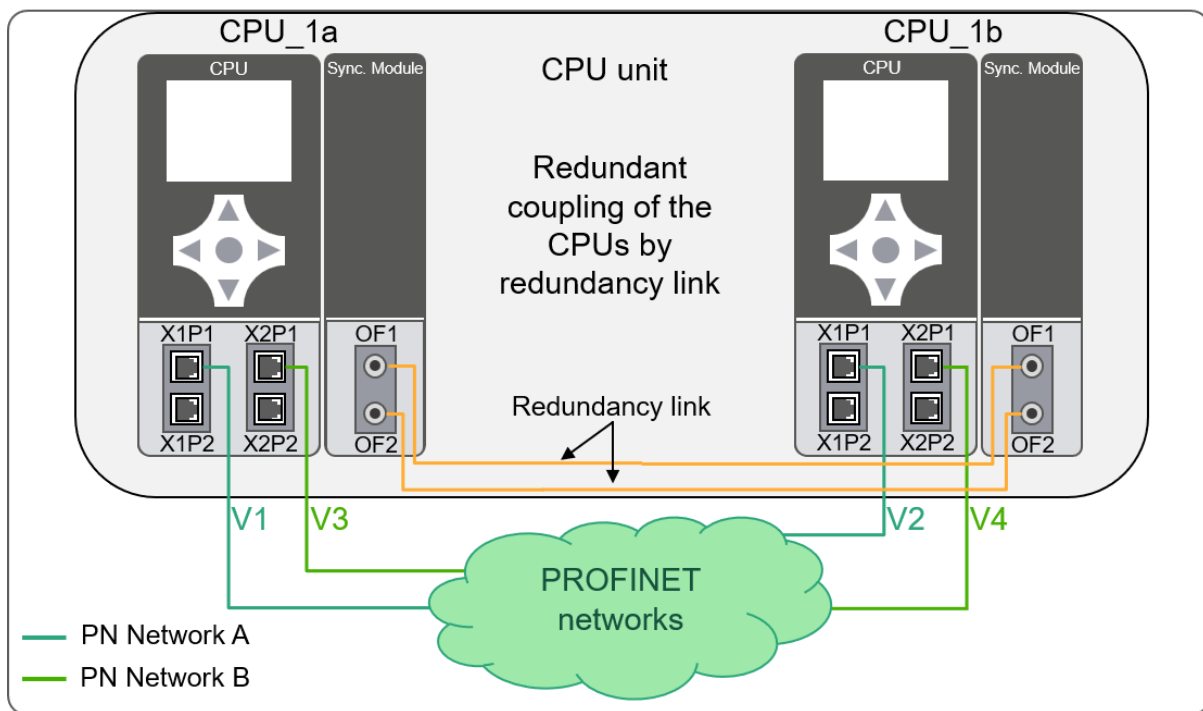 CPU_1a
CPU_1b
CPU
Sync. Module
CPU unit
CPU
Sync. Module
Redundant
coupling of the
CPUs by
redundancy link
X1P1
X2P1
OF1
X1P1
X2P1
OF1
Redundancy link
X1P2
X2P2
OF2
X1P2
X2P2
OF2
V1
V3
V2
V4
PROFINET
networks
PN Network A
PN Network B